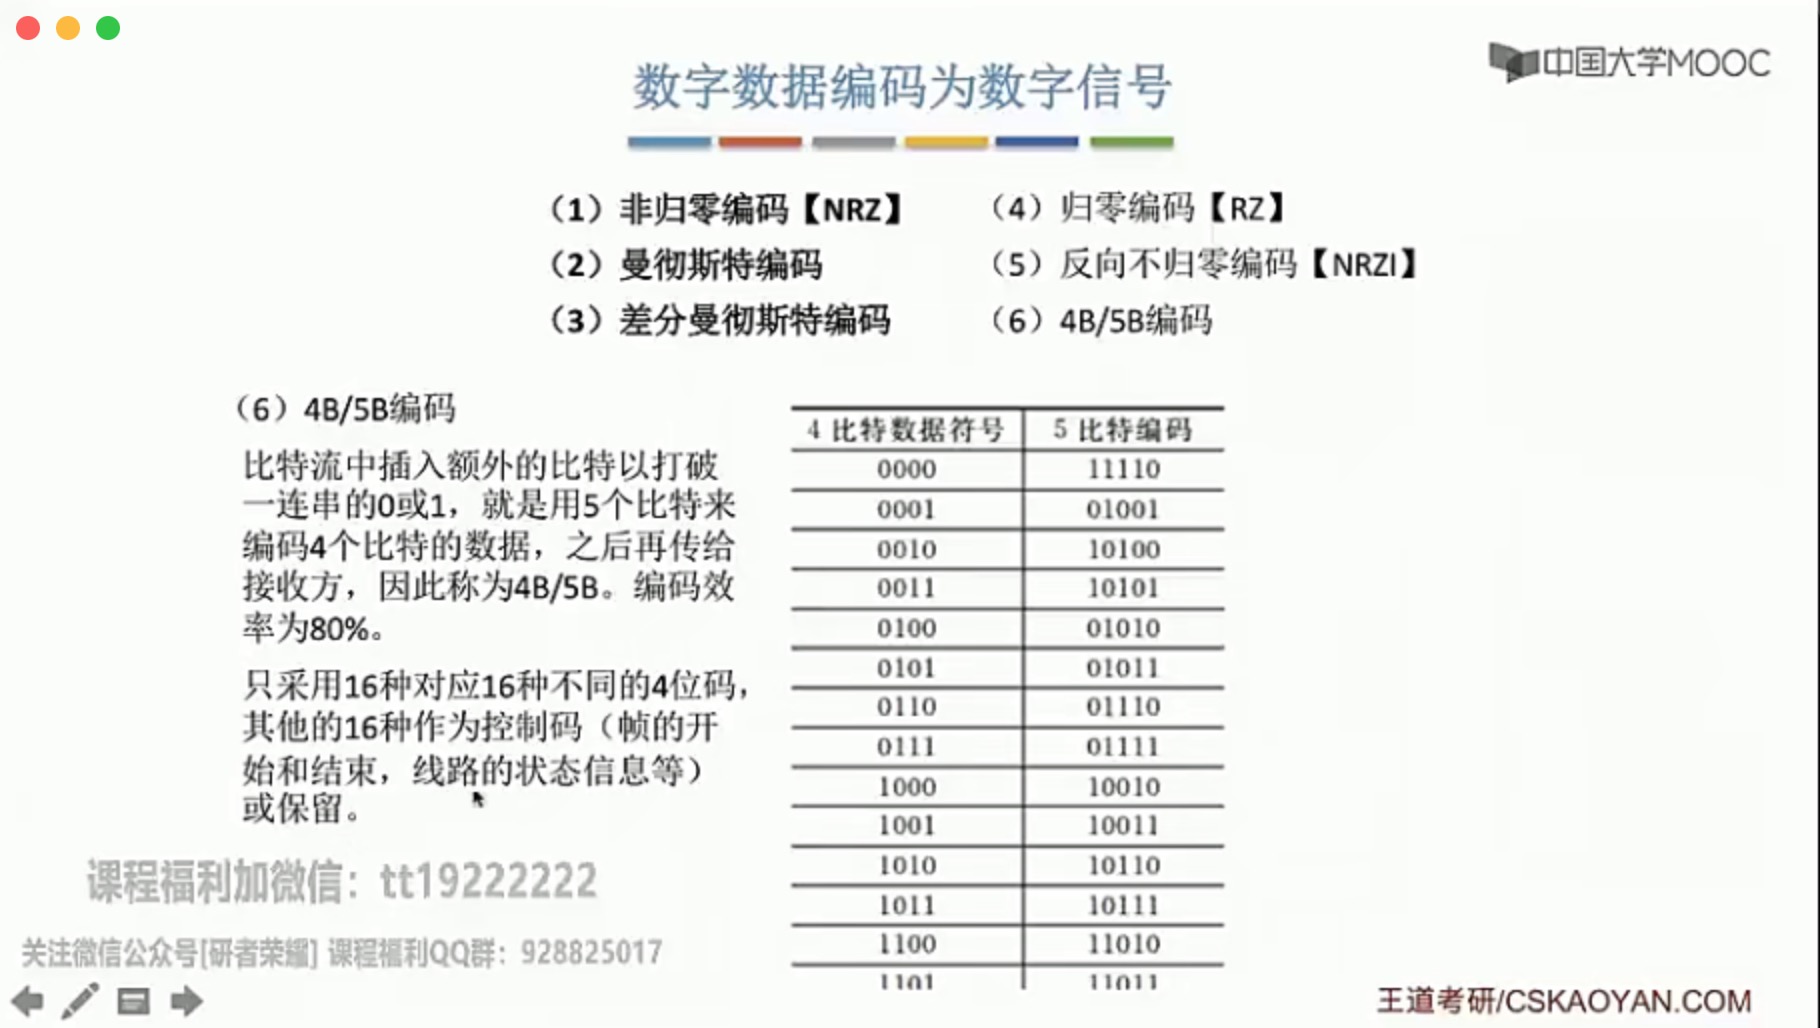 中国大学MOOC
数字数据编码为数字信号
（1）非归零编码【NRZ】
（4）归零编码【RZ】
（2）曼彻斯特编码
（5）反向不归零编码【NRZI】
（3）差分曼彻斯特编码
（6）4B/5B编码
（6）4B/5B编码
比特流中插入额外的比特以打破
一连串的0或1，就是用5个比特来
编码4个比特的数据，之后再传给
接收方，因此称为4B/5B。编码效
率为80%。
只采用16种对应16种不同的4位码，
其他的16种作为控制码（帧的开
始和结束，线路的状态信息等）
或保留。
4 比特数据符号 5 比特编码
0000 11110
0001 01001
0010 10100
0011 10101
0100 01010
0101 01011
0110 01110
0111 01111
1000 10010
1001 10011
1010 10110
1011 10111
1100 11010
1101 11011
课程福利加微信：tt19222222
关注微信公众号[研者荣耀] 课程福利QQ群：928825017
王道考研/CSKAOYAN.COM